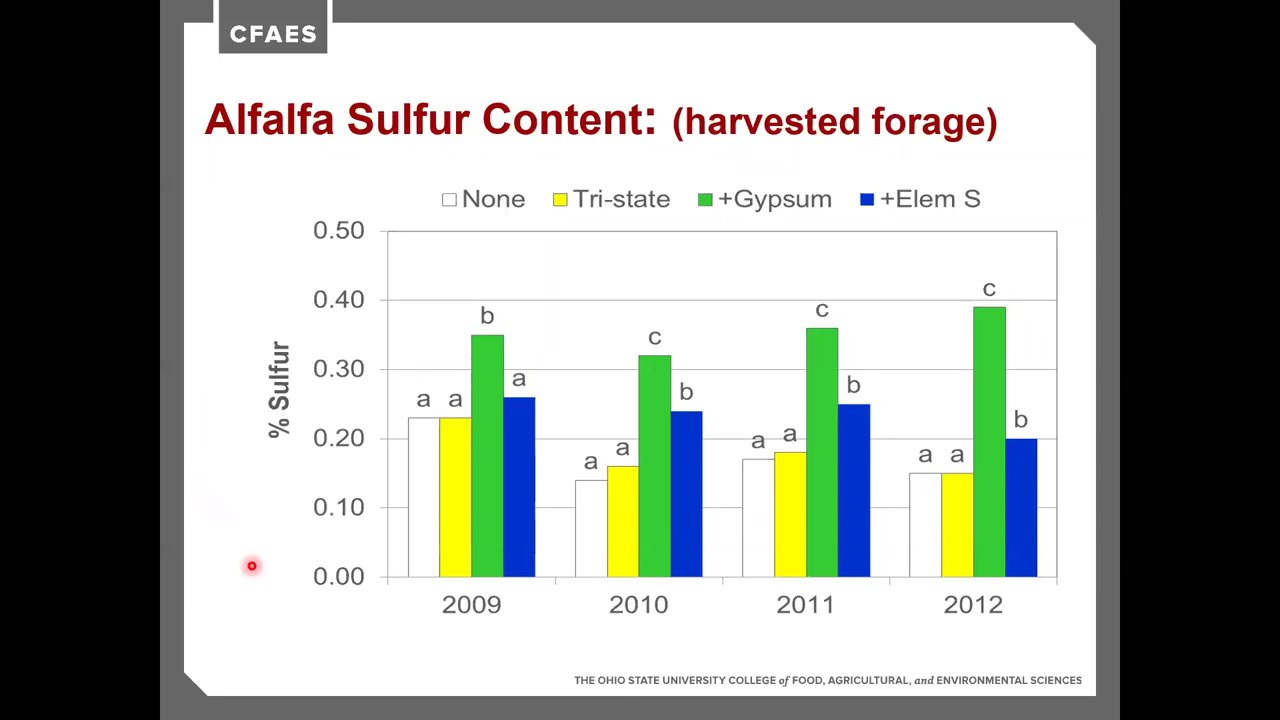 CFAES
Alfalfa Sulfur Content: (harvested forage)
None Tri-state +Gypsum +Elem S
0.50
0.40
0.30
0.20
0.10
0.00
% Sulfur
a a b a
a a c b
a a c b
a a c b
2009 2010 2011 2012
THE OHIO STATE UNIVERSITY COLLEGE of FOOD, AGRICULTURAL, and ENVIRONMENTAL SCIENCES